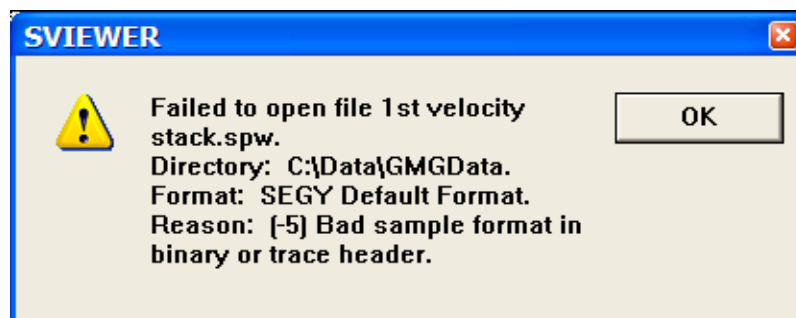 SVIEWER
Failed to open file 1st velocity
stack.spw.
Directory: C:\Data\GMGData.
Format: SEGY Default Format.
Reason: (-5) Bad sample format in
binary or trace header.
OK